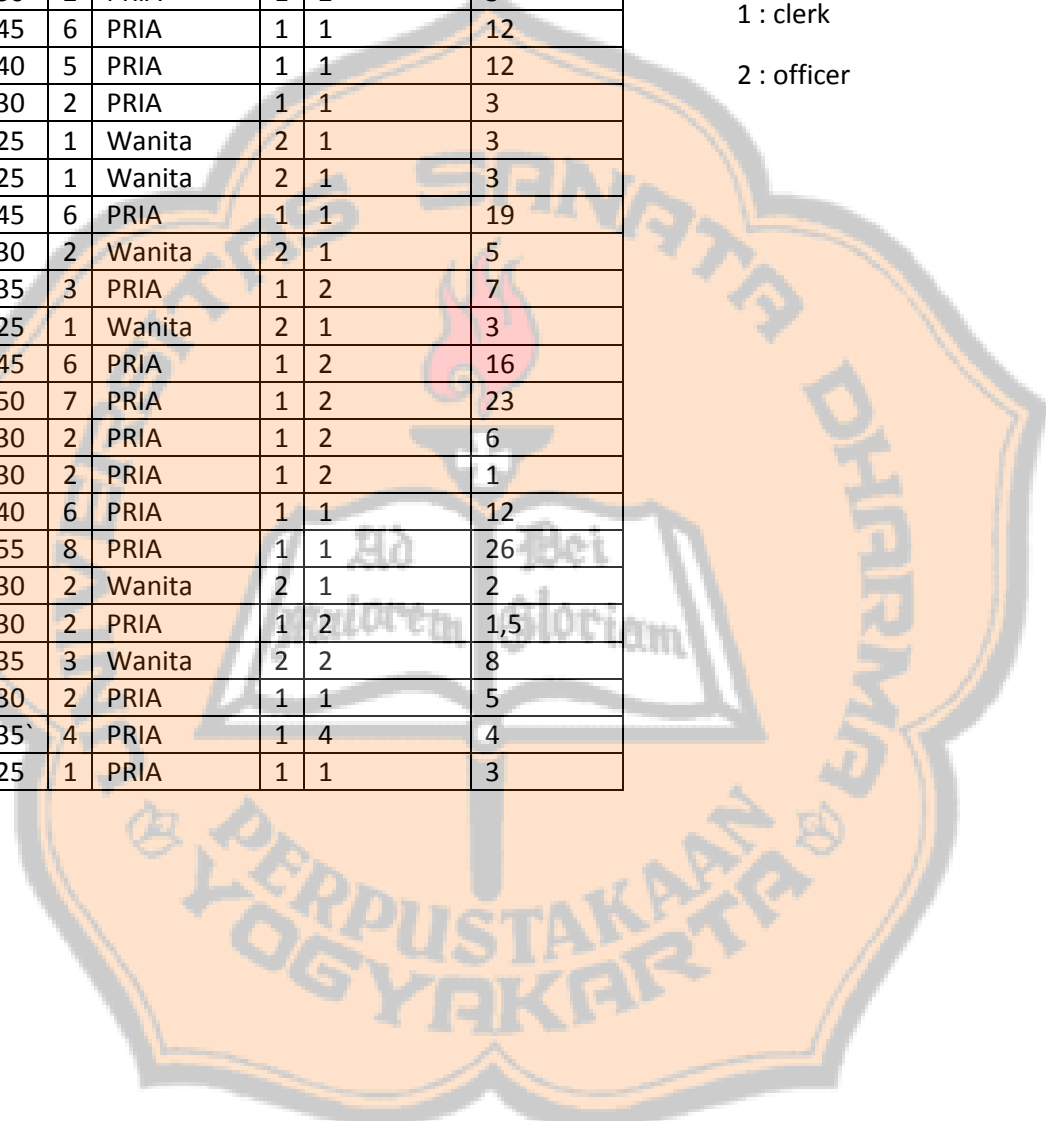 45 6 PRIA 1 1 12
40 5 PRIA 1 1 12
30 2 PRIA 1 1 3
25 1 Wanita 2 1 3
25 1 Wanita 2 1 3
45 6 PRIA 1 1 19
30 2 Wanita 2 1 5
35 3 PRIA 1 2 7
25 1 Wanita 2 1 3
45 6 PRIA 1 2 16
50 7 PRIA 1 2 23
30 2 PRIA 1 2 6
30 2 PRIA 1 2 1
40 6 PRIA 1 1 12
55 8 PRIA 1 1 26
30 2 Wanita 2 1 2
30 2 PRIA 1 2 1,5
35 3 Wanita 2 2 8
30 2 PRIA 1 1 5
35` 4 PRIA 1 4 4
25 1 PRIA 1 1 3
1 : clerk
2 : officer
UNIVERSITAS SANATA DHARMA
Ad Dei
maiorem Gloriam
PERPUSTAKAAN
YOGYAKARTA